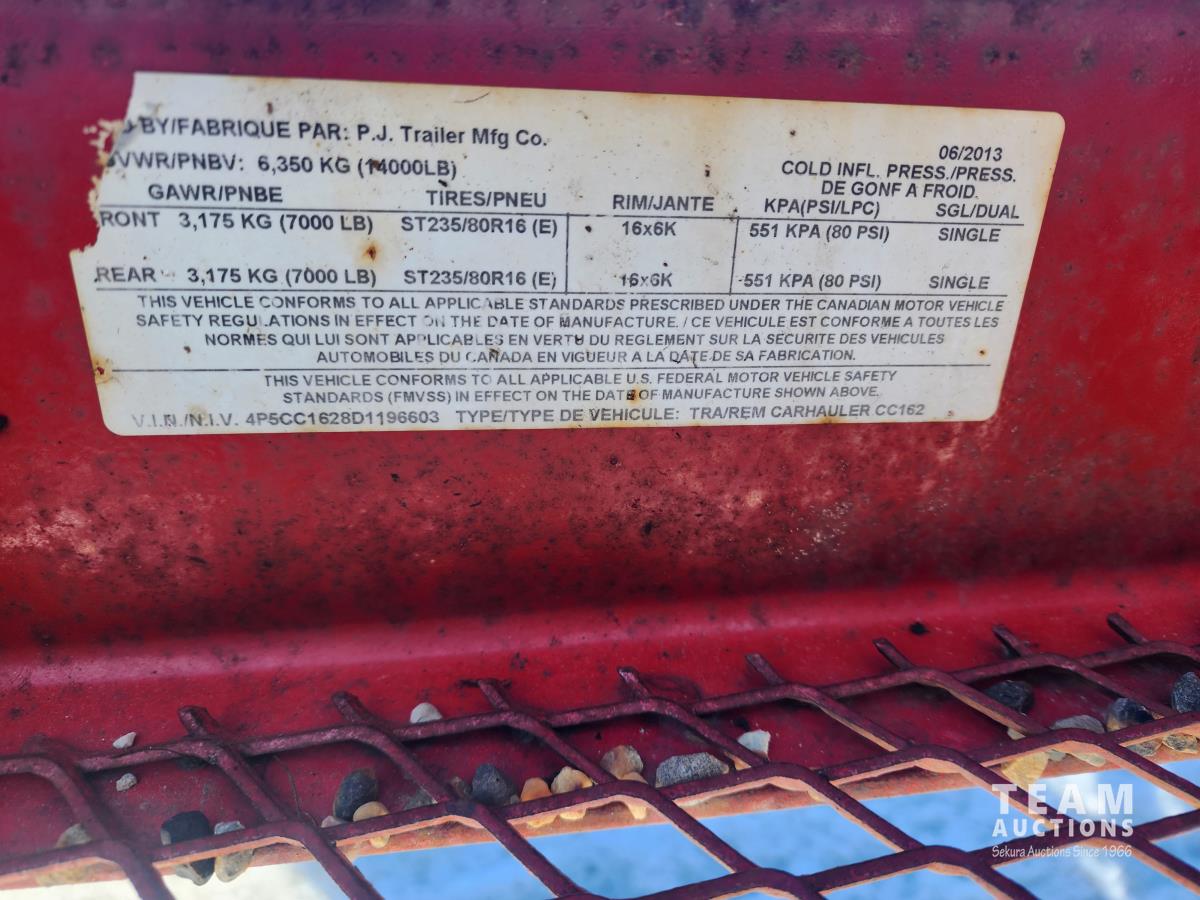 BY/FABRIQUE PAR: P.J. Trailer Mfg Co.
06/2013
VWR/PNBV: 6,350 KG (14000LB)
COLD INFL. PRESS./PRESS.
DE GONF A FROID.
GAWR/PNBE TIRES/PNEU RIM/JANTE KPA(PSI/LPC) SGL/DUAL
RONT 3,175 KG (7000 LB) ST235/80R16 (E) 16x6K 551 KPA (80 PSI) SINGLE
REAR 3,175 KG (7000 LB) ST235/80R16 (E) 16x6K 551 KPA (80 PSI) SINGLE
THIS VEHICLE CONFORMS TO ALL APPLICABLE STANDARDS PRESCRIBED UNDER THE CANADIAN MOTOR VEHICLE
SAFETY REGULATIONS IN EFFECT ON THE DATE OF MANUFACTURE. / CE VEHICULE EST CONFORME A TOUTES LES
NORMES QUI LUI SONT APPLICABLES EN VERTU DU REGLEMENT SUR LA SÉCURITE DES VEHICULES
AUTOMOBILES DU CANADA EN VIGUEUR A LA DATE DE SA FABRICATION.
THIS VEHICLE CONFORMS TO ALL APPLICABLE U.S. FEDERAL MOTOR VEHICLE SAFETY
STANDARDS (FMVSS) IN EFFECT ON THE DATE OF MANUFACTURE SHOWN ABOVE.
V.I.N./N.I.V. 4P5CC1628D1196603 TYPE/TYPE DE VEHICULE: TRA/REM CARHAULER CC162
TEAM
AUCTIONS
Sekura Auctions Since 1966